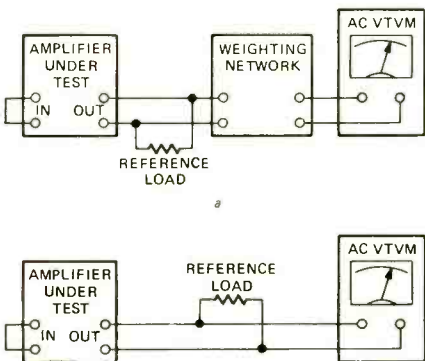 AMPLIFIER
UNDER
TEST
IN OUT
WEIGHTING
NETWORK
AC VTVM
REFERENCE
LOAD
a
AMPLIFIER
UNDER
TEST
IN OUT
REFERENCE
LOAD
AC VTVM